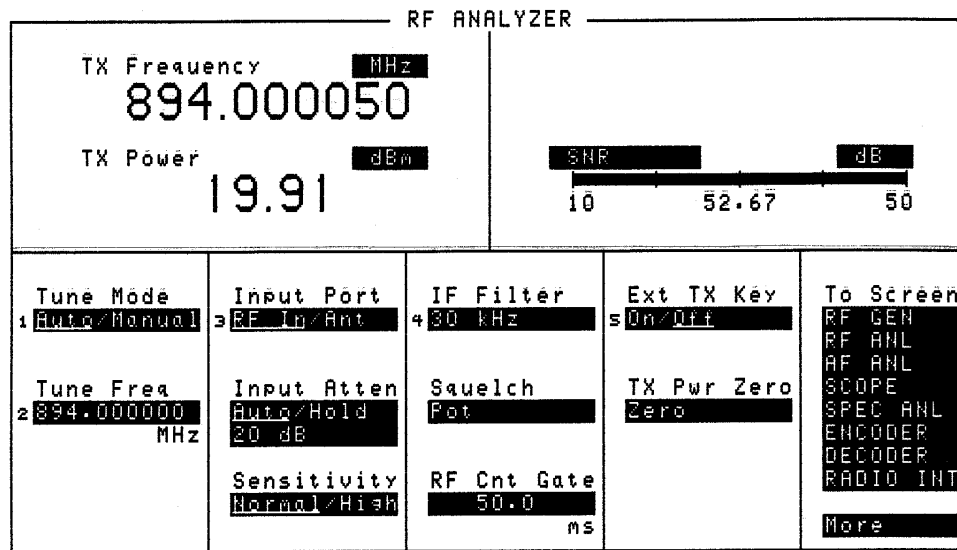 RF ANALYZER
TX Frequency MHz
894.000050
TX Power dBm
19.91
SNR dB
10 52.67 50
Tune Mode
1 Auto/Manual
Tune Freq
2 894.000000
MHz
Input Port
3 RF In/Ant
Input Atten
Auto/Hold
20 dB
Sensitivity
Normal/High
IF Filter
4 30 kHz
Squelch
Pot
RF Cnt Gate
50.0
ms
Ext TX Key
5 On/Off
TX Pwr Zero
Zero
To Screen
RF GEN
RF ANL
AF ANL
SCOPE
SPEC ANL
ENCODER
DECODER
RADIO INT
More